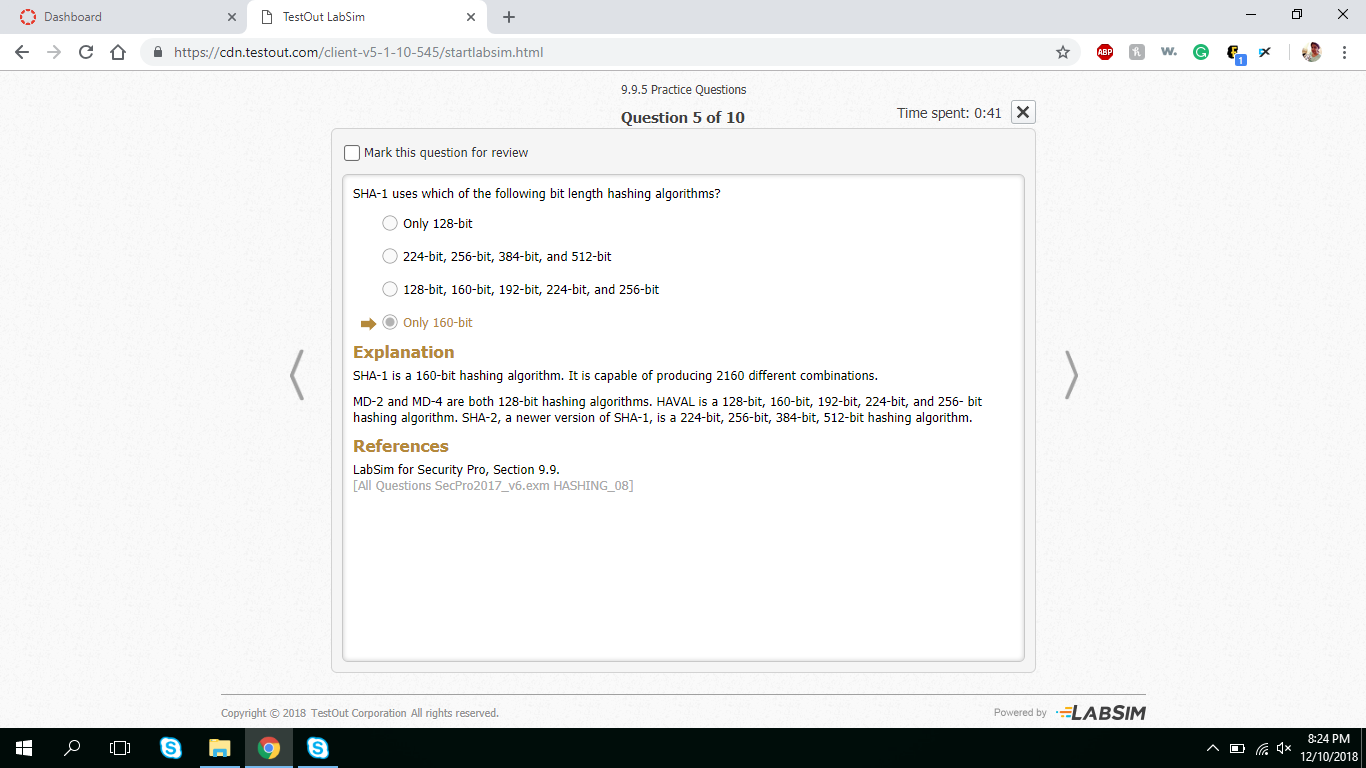 Dashboard
TestOut LabSim
https://cdn.testout.com/client-v5-1-10-545/startlabsim.html
ABP
w.
1
9.9.5 Practice Questions
Question 5 of 10
Time spent: 0:41
Mark this question for review
SHA-1 uses which of the following bit length hashing algorithms?
Only 128-bit
224-bit, 256-bit, 384-bit, and 512-bit
128-bit, 160-bit, 192-bit, 224-bit, and 256-bit
Only 160-bit
Explanation
SHA-1 is a 160-bit hashing algorithm. It is capable of producing 2160 different combinations.
MD-2 and MD-4 are both 128-bit hashing algorithms. HAVAL is a 128-bit, 160-bit, 192-bit, 224-bit, and 256- bit
hashing algorithm. SHA-2, a newer version of SHA-1, is a 224-bit, 256-bit, 384-bit, 512-bit hashing algorithm.
References
LabSim for Security Pro, Section 9.9.
[All Questions SecPro2017_v6.exm HASHING_08]
Copyright © 2018 TestOut Corporation All rights reserved.
Powered by LABSIM
8:24 PM
12/10/2018